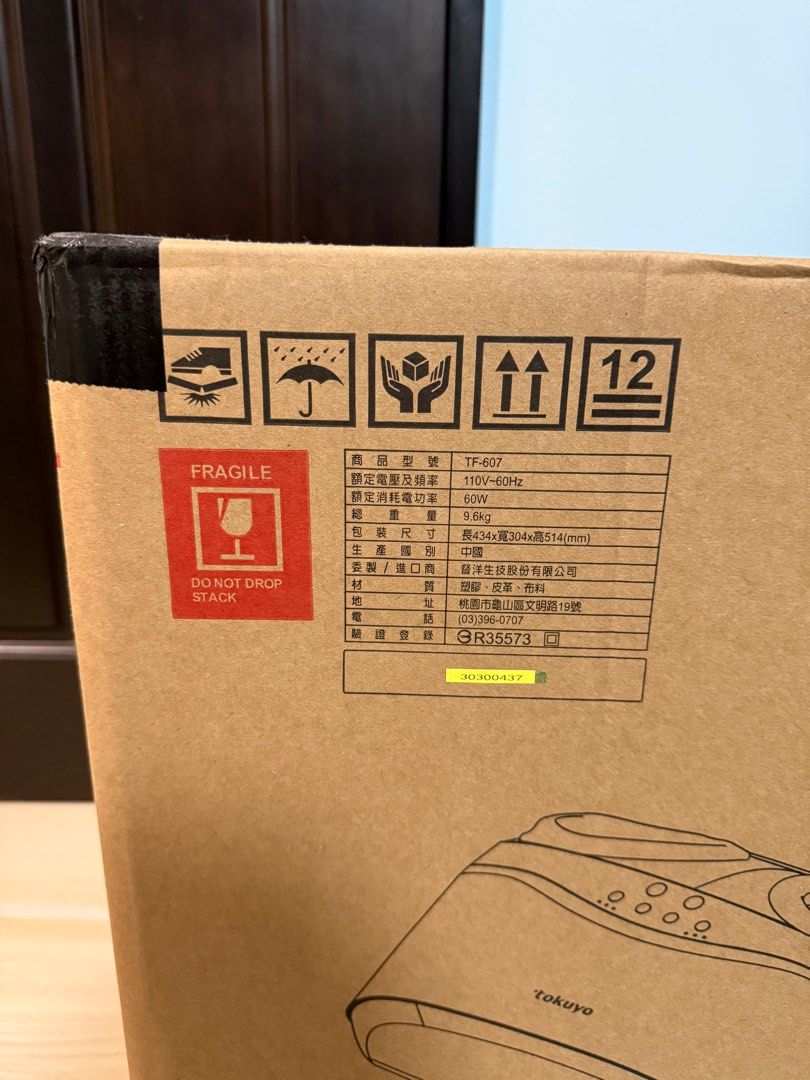 12
FRAGILE
DO NOT DROP
STACK
商品型號 TF-607
額定電壓及頻率 110V~60Hz
額定消耗電功率 60W
總重量 9.6kg
包裝尺寸 長434x寬304x高514(mm)
生產國別 中國
委製/進口商 督洋生技股份有限公司
材質 塑膠、皮革、布料
地址 桃園市龜山區文明路19號
電話 (03)396-0707
驗證登錄 R35573
30300437
tokuyo